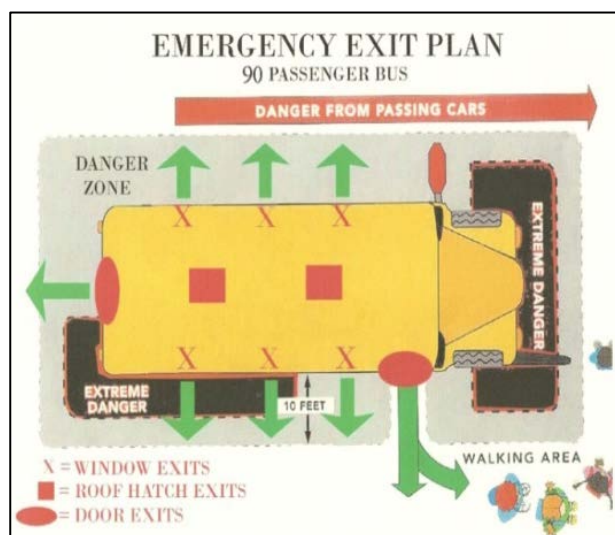 EMERGENCY EXIT PLAN
90 PASSENGER BUS
DANGER FROM PASSING CARS
DANGER
ZONE
X X X
EXTREME DANGER
X X X
EXTREME
DANGER
10 FEET
WALKING AREA
X = WINDOW EXITS
= ROOF HATCH EXITS
= DOOR EXITS